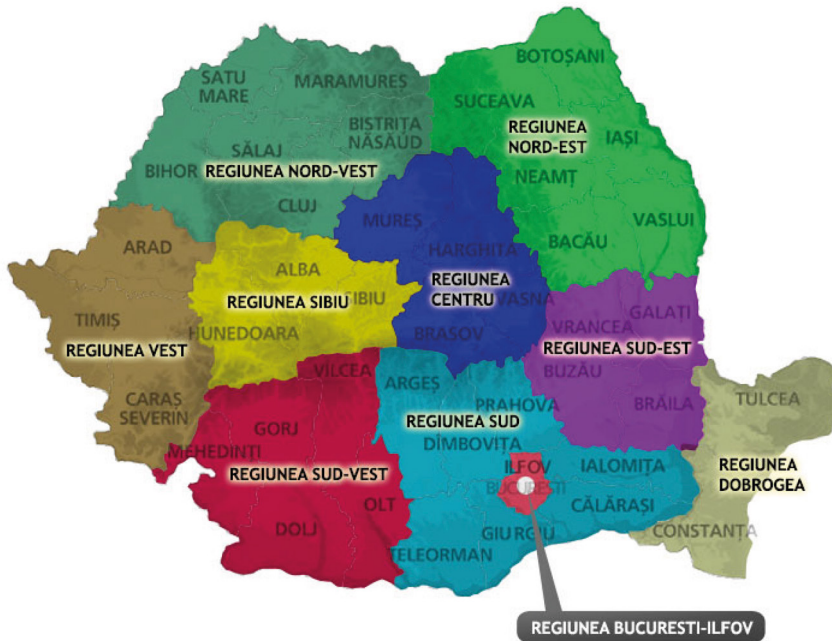 BOTOȘANI
SATU
MARE
MARAMUREȘ
SUCEAVA
BISTRIȚA
NĂSĂUD
REGIUNEA
NORD-EST
IAȘI
SĂLAJ
BIHOR
REGIUNEA NORD-VEST
NEAMȚ
CLUJ
MUREȘ
VASLUI
ARAD
HARGHITA
BACĂU
ALBA
REGIUNEA SIBIU
SIBIU
REGIUNEA
CENTRU
VASNA
GALAȚI
TIMIȘ
HUNEDOARA
BRASOV
VRANCEA
REGIUNEA VEST
REGIUNEA SUD-EST
VILCEA
ARGEȘ
BUZĂU
CARAȘ
SEVERIN
PRAHOVA
BRĂILA
TULCEA
REGIUNEA SUD
GORJ
DÎMBOVIȚA
MEHEDINȚI
REGIUNEA SUD-VEST
ILFOV
IALOMIȚA
REGIUNEA
DOBROGEA
BUCUREȘTI
OLT
CĂLĂRAȘI
DOLJ
GIURGIU
CONSTANȚA
TELEORMAN
REGIUNEA BUCURESTI-ILFOV